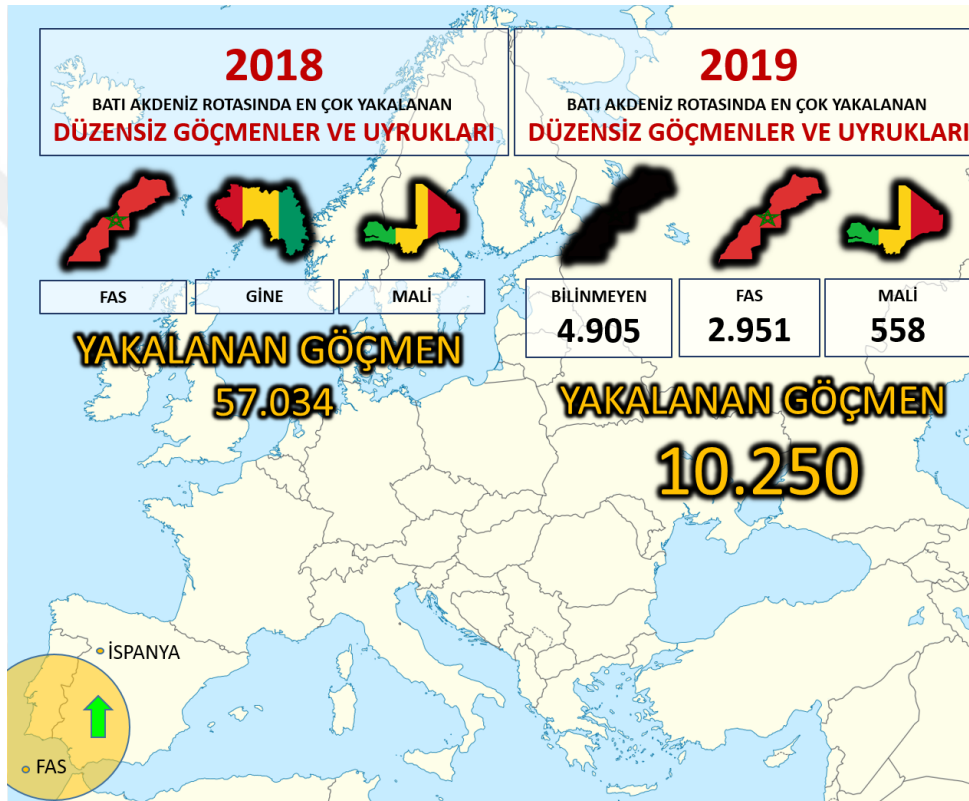 2018
BATI AKDENİZ ROTASINDA EN ÇOK YAKALANAN
DÜZENSİZ GÖÇMENLER VE UYRUKLARI
FAS
GİNE
MALİ
YAKALANAN GÖÇMEN
57.034
2019
BATI AKDENİZ ROTASINDA EN ÇOK YAKALANAN
DÜZENSİZ GÖÇMENLER VE UYRUKLARI
BİLİNMEYEN
4.905
FAS
2.951
MALİ
558
YAKALANAN GÖÇMEN
10.250
İSPANYA
FAS